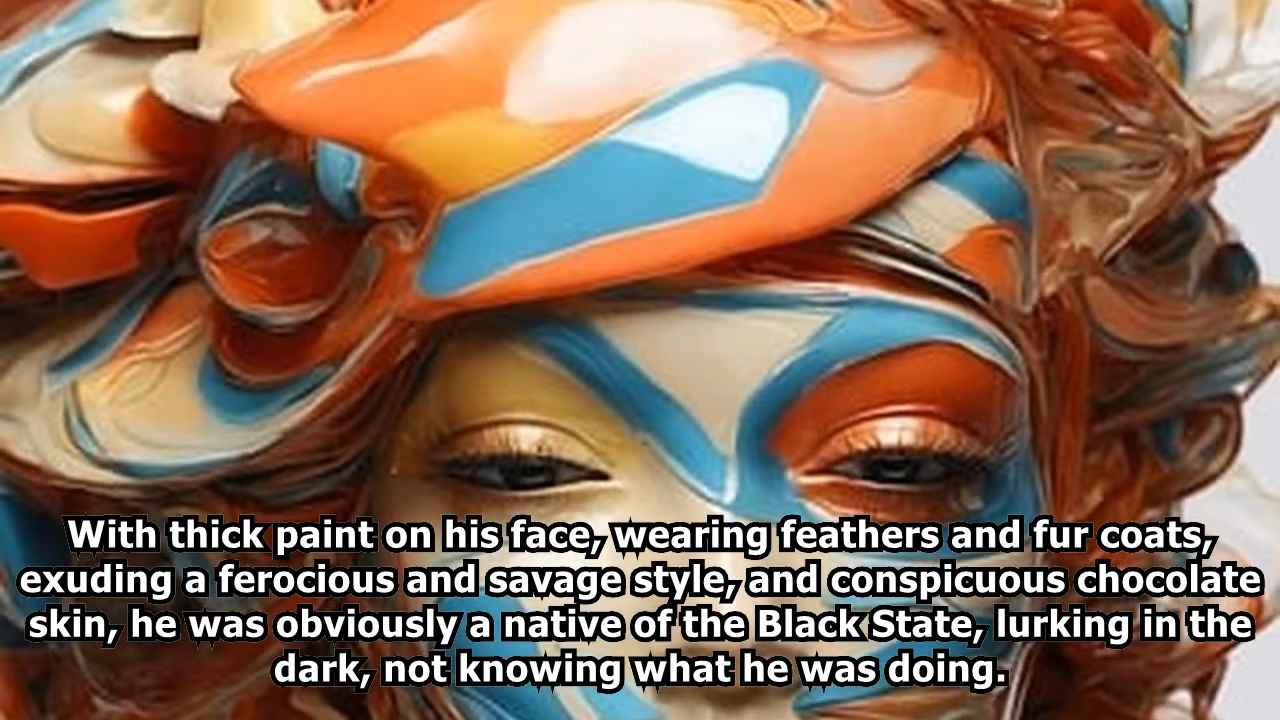 With thick paint on his face, wearing feathers and fur coats,
exuding a ferocious and savage style, and conspicuous chocolate
skin, he was obviously a native of the Black State, lurking in the
dark, not knowing what he was doing.